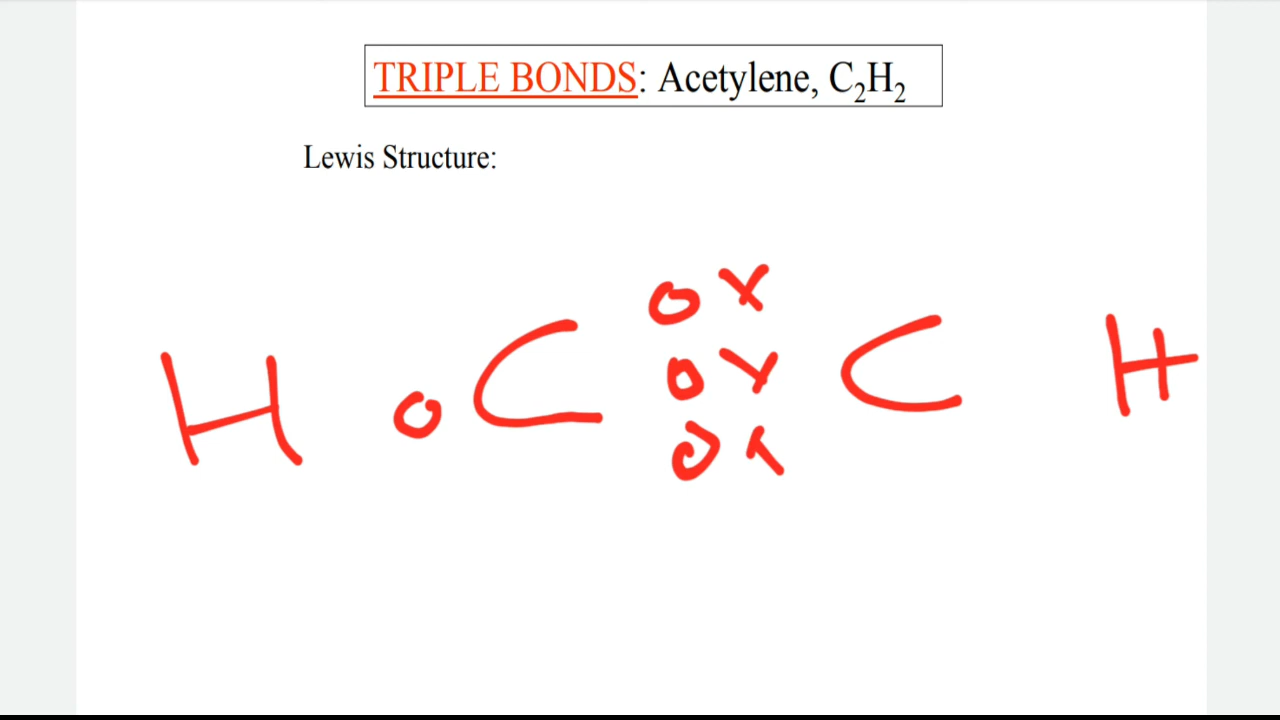 TRIPLE BONDS: Acetylene, C₂H₂
Lewis Structure:
o x
H o C o x C H
o x